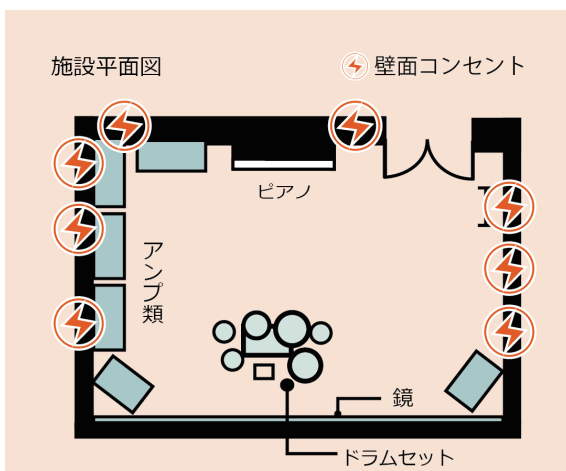 施設平面図
壁面コンセント
ピアノ
アンプ類
鏡
ドラムセット